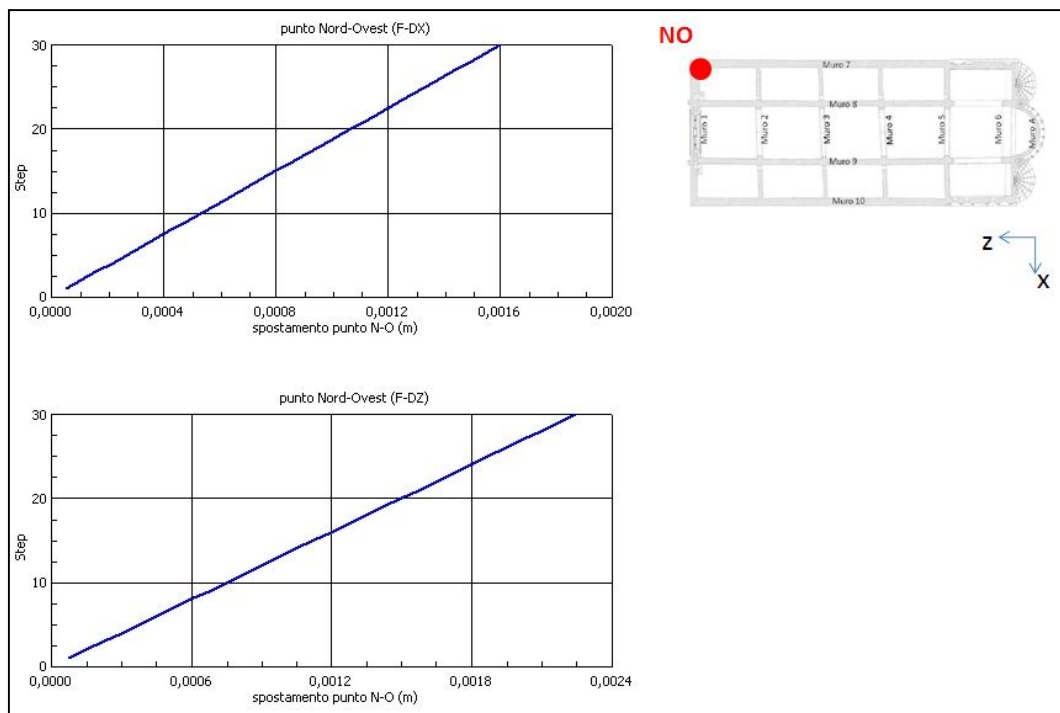 punto Nord-Ovest (F-DX)
30
20
10
0
Step
0,0000 0,0004 0,0008 0,0012 0,0016 0,0020
spostamento punto N-O (m)
NO
Muro 7
Muro 8
Muro 1
Muro 2
Muro 3
Muro 4
Muro 5
Muro 6
Muro A
Muro 9
Muro 10
Z
X
punto Nord-Ovest (F-DZ)
30
20
10
0
Step
0,0000 0,0006 0,0012 0,0018 0,0024
spostamento punto N-O (m)